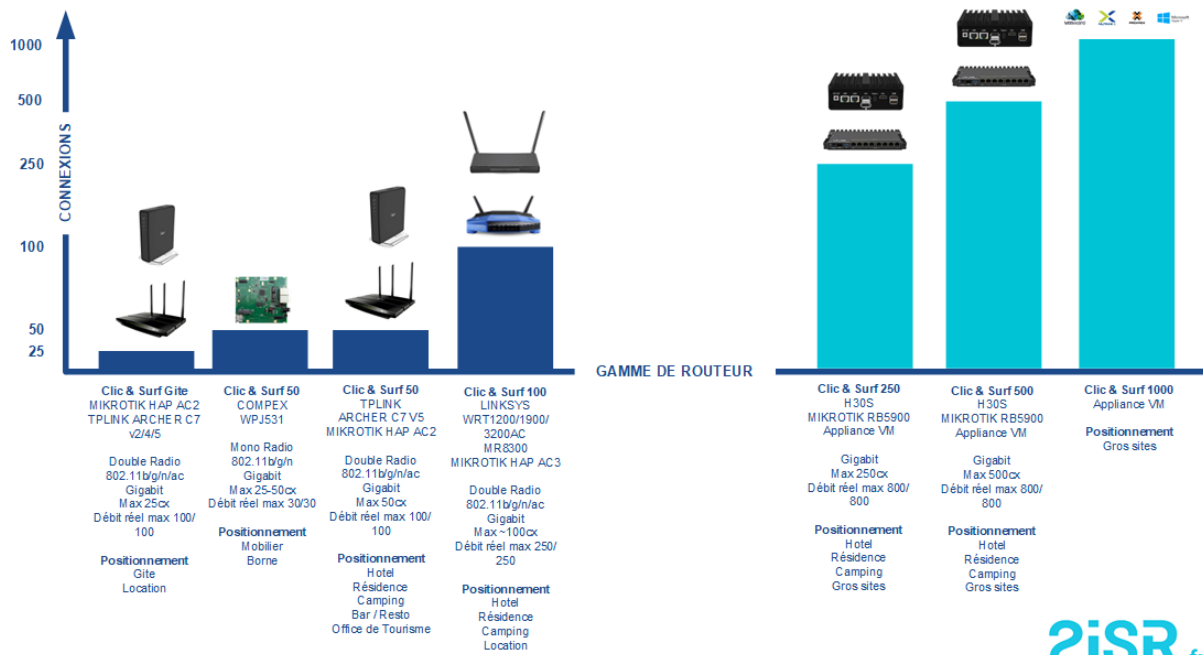 1000
500
250
100
50
25
CONNEXIONS
GAMME DE ROUTEUR
Clic & Surf Gite
MIKROTIK HAP AC2
TPLINK ARCHER C7
v2/4/5
Double Radio
802.11b/g/n/ac
Gigabit
Max 25cx
Débit réel max 100/
100
Positionnement
Gite
Location
Clic & Surf 50
COMPEX
WPJ531
Mono Radio
802.11b/g/n
Gigabit
Max 25-50cx
Débit réel max 30/30
Positionnement
Mobilier
Borne
Clic & Surf 50
TPLINK
ARCHER C7 V5
MIKROTIK HAP AC2
Double Radio
802.11b/g/n/ac
Gigabit
Max 50cx
Débit réel max 100/
100
Positionnement
Hotel
Résidence
Camping
Bar / Resto
Office de Tourisme
Clic & Surf 100
LINKSYS
WRT1200/1900/
3200AC
MR8300
MIKROTIK HAP AC3
Double Radio
802.11b/g/n/ac
Gigabit
Max ~100cx
Débit réel max 250/
250
Positionnement
Hotel
Résidence
Camping
Location
Clic & Surf 250
H30S
MIKROTIK RB5900
Appliance VM
Gigabit
Max 250cx
Débit réel max 800/
800
Positionnement
Hotel
Résidence
Camping
Gros sites
Clic & Surf 500
H30S
MIKROTIK RB5900
Appliance VM
Gigabit
Max 500cx
Débit réel max 800/
800
Positionnement
Hotel
Résidence
Camping
Gros sites
Clic & Surf 1000
Appliance VM
Positionnement
Gros sites
2iSR